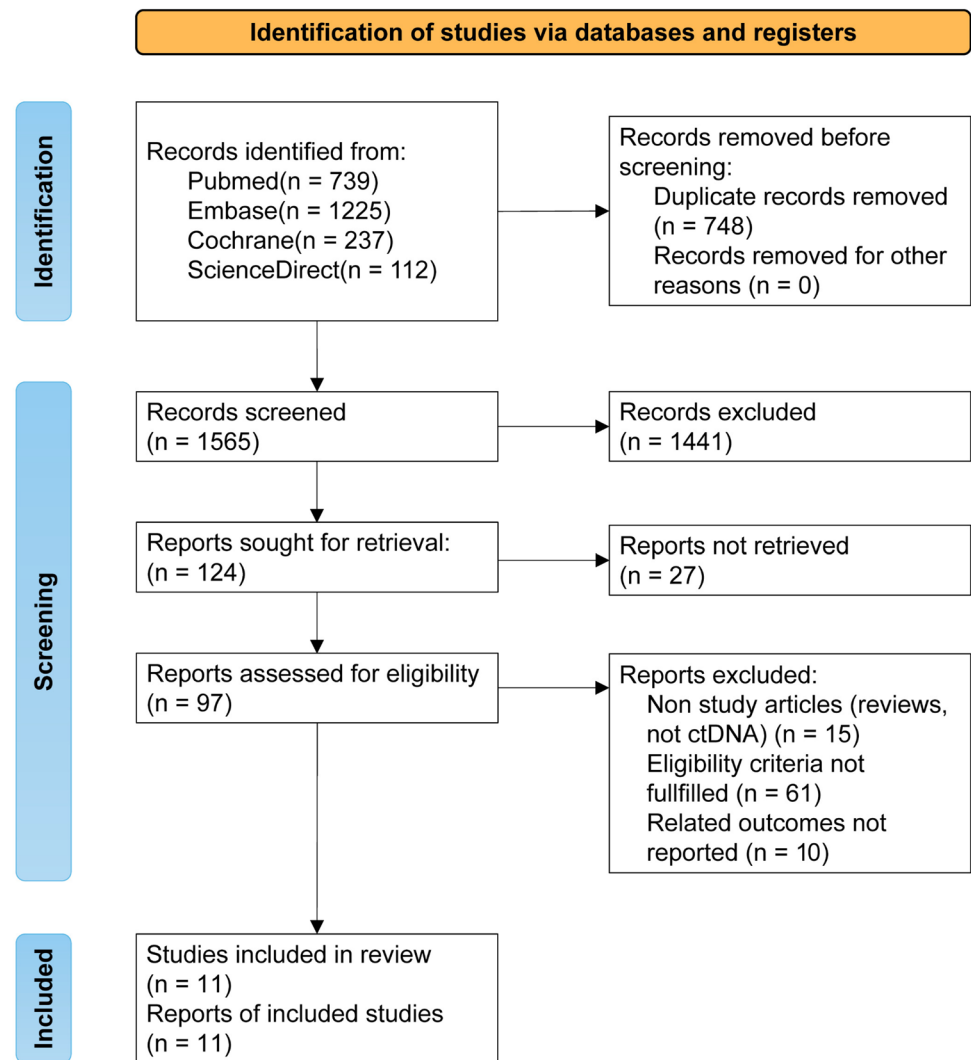 Identification of studies via databases and registers
Identification
Records identified from:
Pubmed(n = 739)
Embase(n = 1225)
Cochrane(n = 237)
ScienceDirect(n = 112)
Records removed before
screening:
Duplicate records removed
(n = 748)
Records removed for other
reasons (n = 0)
Screening
Records screened
(n = 1565)
Records excluded
(n = 1441)
Reports sought for retrieval:
(n = 124)
Reports not retrieved
(n = 27)
Reports assessed for eligibility
(n = 97)
Reports excluded:
Non study articles (reviews,
not ctDNA) (n = 15)
Eligibility criteria not
fullfilled (n = 61)
Related outcomes not
reported (n = 10)
Included
Studies included in review
(n = 11)
Reports of included studies
(n = 11)